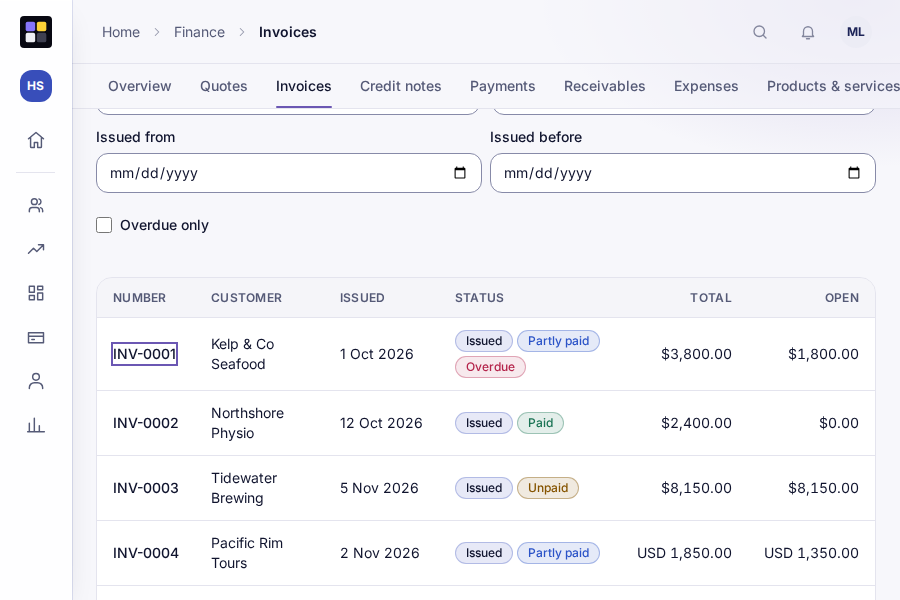 Home > Finance > Invoices
ML
HS
Overview Quotes Invoices Credit notes Payments Receivables Expenses Products & services
Issued from Issued before
mm/dd/yyyy mm/dd/yyyy
Overdue only
NUMBER CUSTOMER ISSUED STATUS TOTAL OPEN
INV-0001 Kelp & Co Seafood 1 Oct 2026 Issued Partly paid Overdue $3,800.00 $1,800.00
INV-0002 Northshore Physio 12 Oct 2026 Issued Paid $2,400.00 $0.00
INV-0003 Tidewater Brewing 5 Nov 2026 Issued Unpaid $8,150.00 $8,150.00
INV-0004 Pacific Rim Tours 2 Nov 2026 Issued Partly paid USD 1,850.00 USD 1,350.00